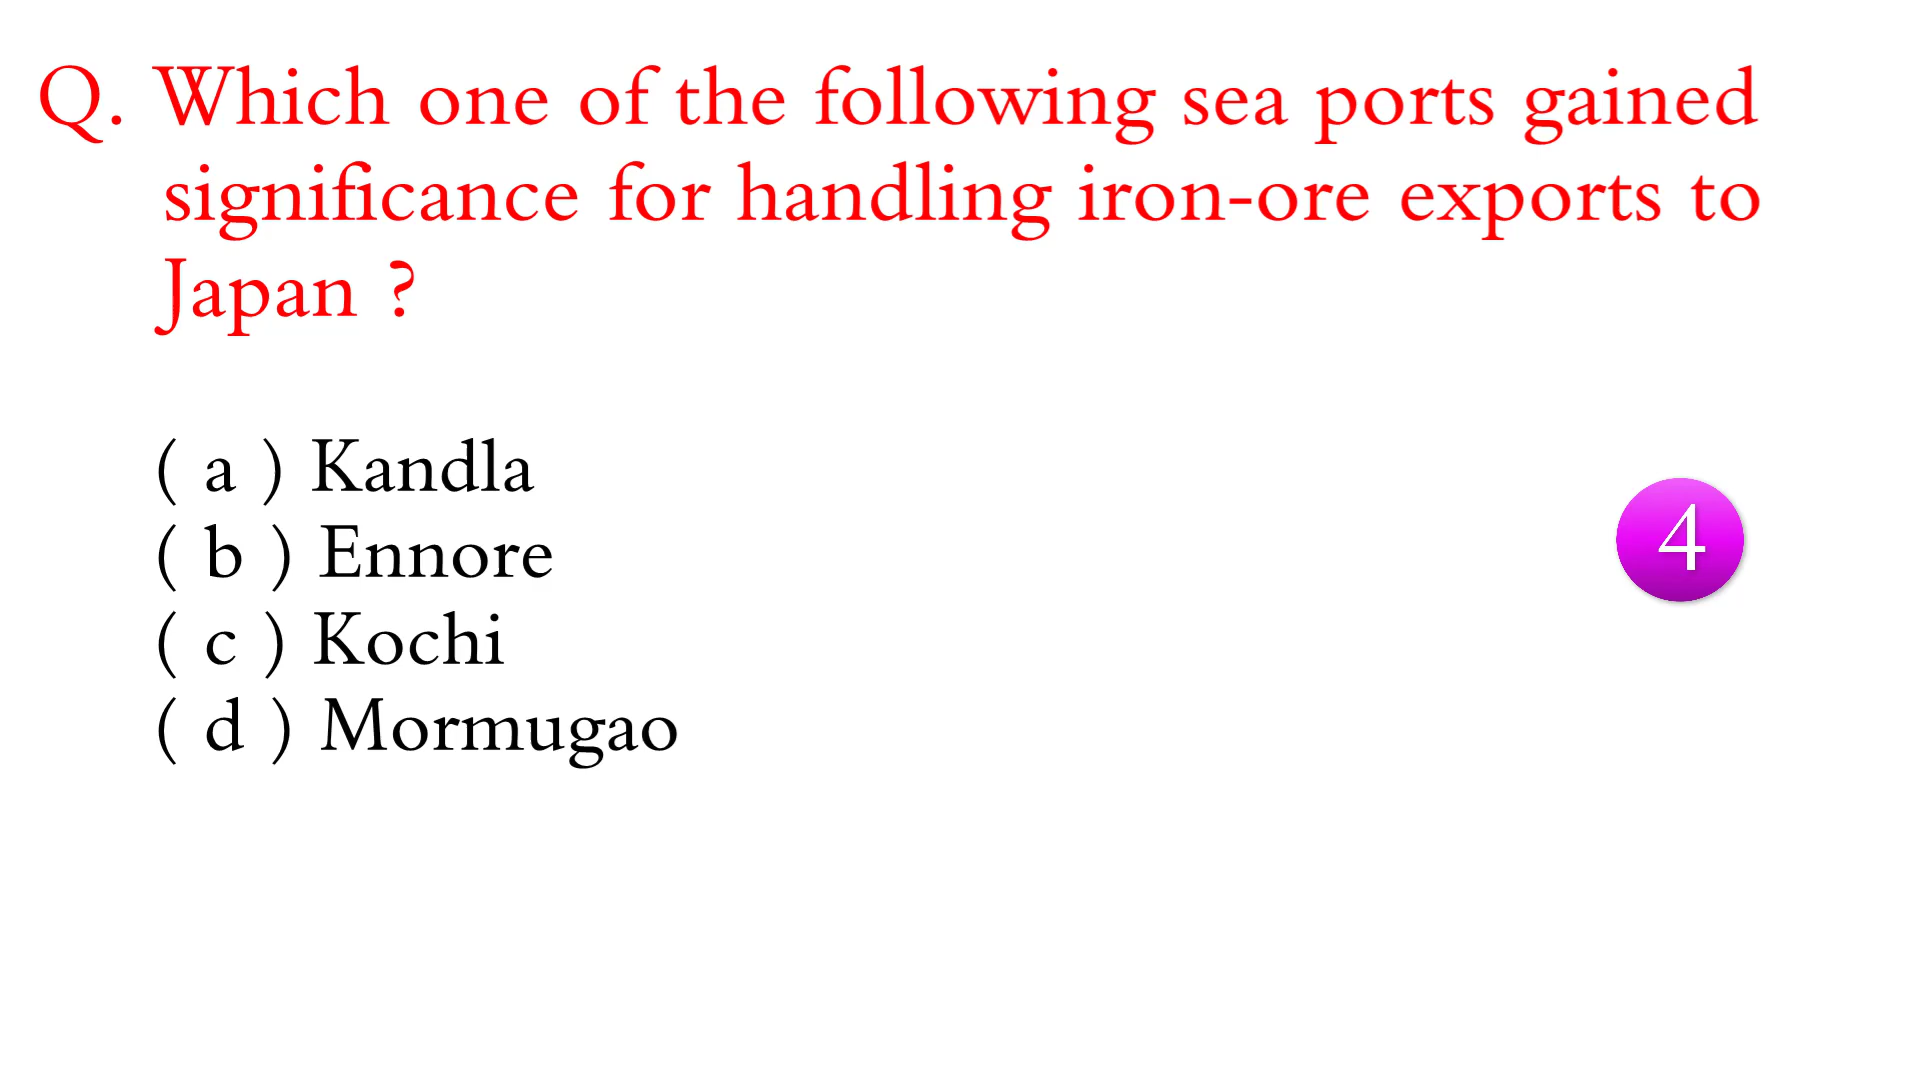 Q. Which one of the following sea ports gained
significance for handling iron-ore exports to
Japan ?
( a ) Kandla
( b ) Ennore
4
( c ) Kochi
( d ) Mormugao